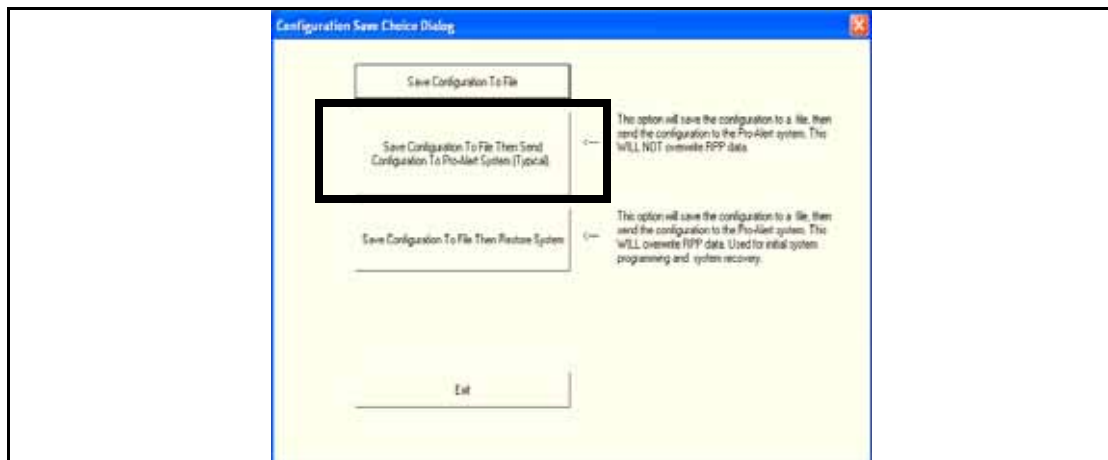 Configuration Save Choice Dialog
Save Configuration To File
Save Configuration To File Then Send
Configuration To Pro-Alert System (Typical)
<---
This option will save the configuration to a file, then
send the configuration to the Pro-Alert system. This
WILL NOT overwrite RPP data.
Save Configuration To File Then Restore System
<---
This option will save the configuration to a file, then
send the configuration to the Pro-Alert system. This
WILL overwrite RPP data. Used for initial system
programming and system recovery.
Exit